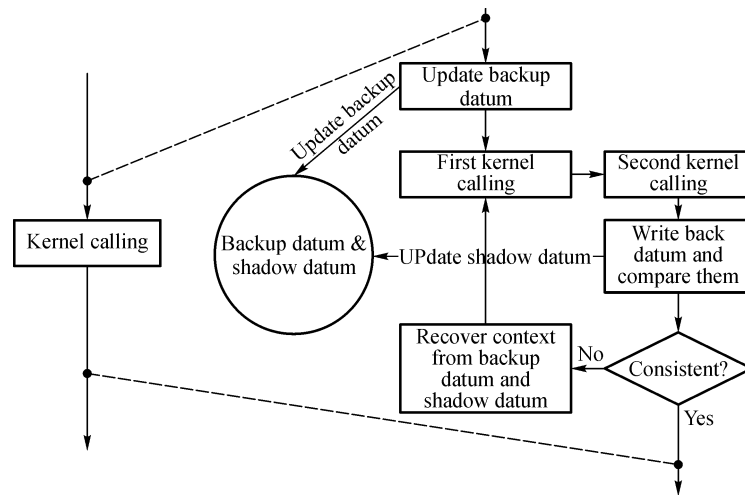 Update backup
datum
Update backup
datum
First kernel
calling
Second kernel
calling
Kernel calling
Backup datum &
shadow datum
UPdate shadow datum
Write back
datum and
compare them
Recover context
from backup
datum and
shadow datum
No
Consistent?
Yes